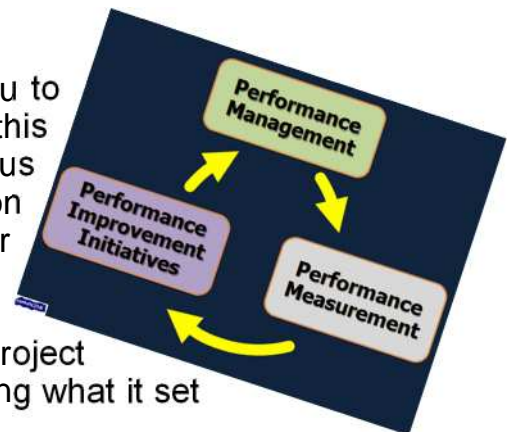 u to
this
us
on
r
roject
ng what it set
Performance
Management
Performance
Improvement
Initiatives
Performance
Measurement